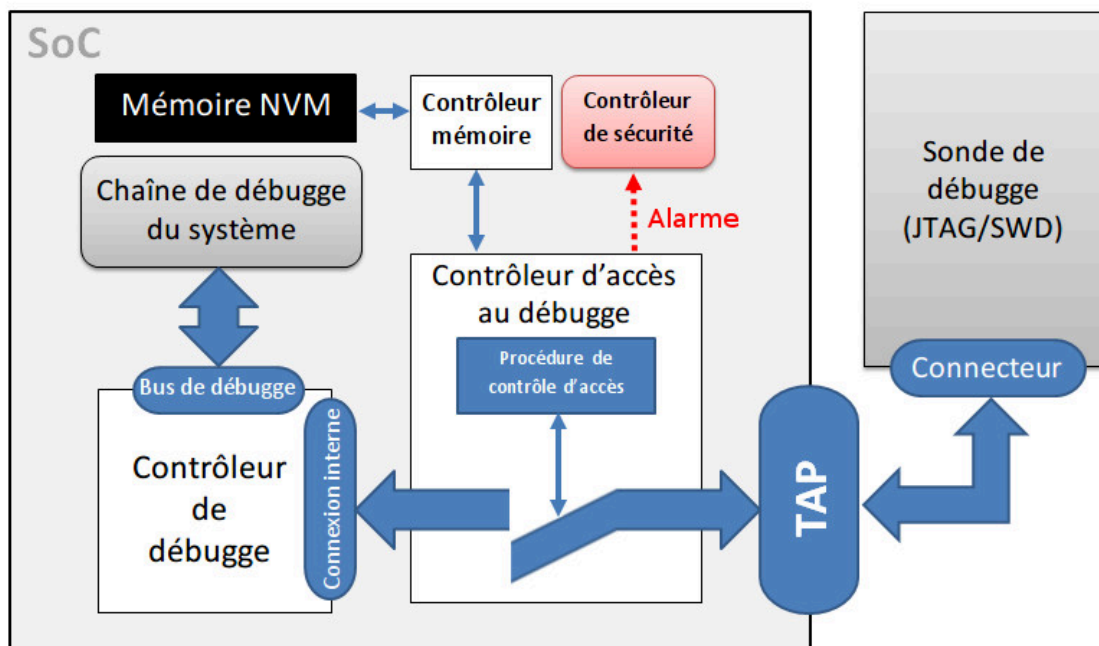 SoC
Mémoire NVM
Contrôleur
mémoire
Contrôleur
de sécurité
Chaîne de débugge
du système
Alarme
Sonde de
débugge
(JTAG/SWD)
Contrôleur d’accès
au débugge
Procédure de
contrôle d’accès
Connecteur
Bus de débugge
Connexion interne
Contrôleur
de
débugge
TAP